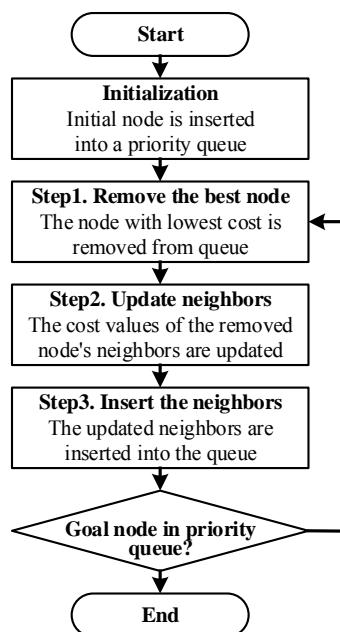 Start
Initialization
Initial node is inserted
into a priority queue
Step1. Remove the best node
The node with lowest cost is
removed from queue
Step2. Update neighbors
The cost values of the removed
node's neighbors are updated
Step3. Insert the neighbors
The updated neighbors are
inserted into the queue
Goal node in priority
queue?
End